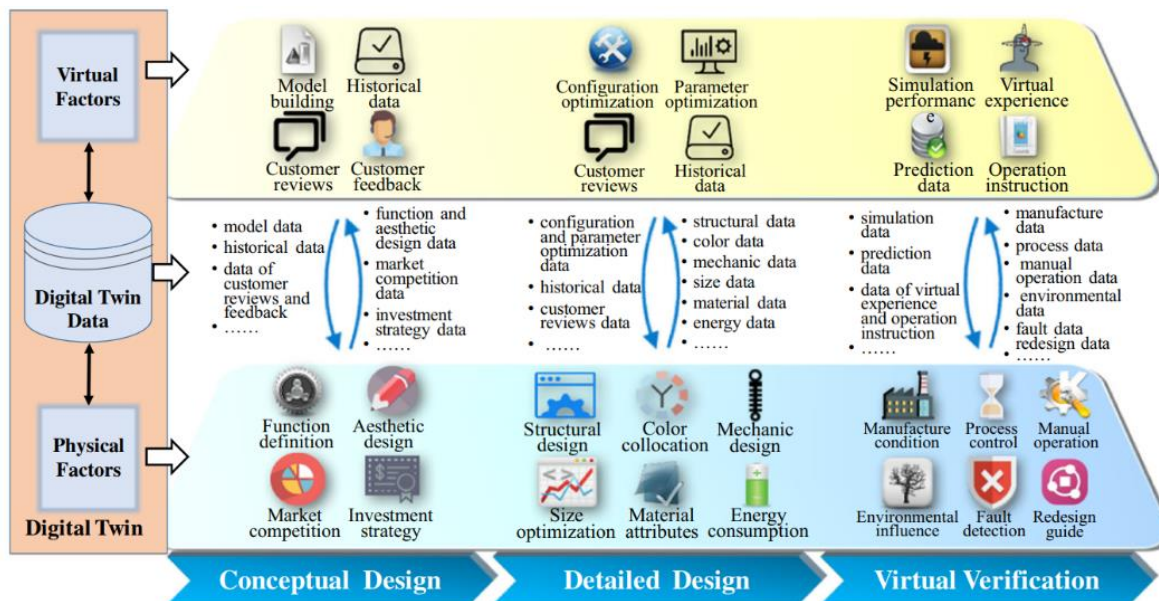 Virtual
Factors
Digital Twin
Data
Physical
Factors
Digital Twin
Model
building
Historical
data
Customer
reviews
Customer
feedback
Configuration
optimization
Parameter
optimization
Customer
reviews
Historical
data
Simulation
performanc
e
Virtual
experience
Prediction
data
Operation
instruction
• model data
• historical data
• data of
customer
reviews and
feedback
• ……
• function and
aesthetic
design data
• market
competition
data
• investment
strategy data
• ……
• configuration
and parameter
optimization
data
• historical data
• customer
reviews data
• ……
• structural data
• color data
• mechanic data
• size data
• material data
• energy data
• ……
• simulation
data
• prediction
data
• data of virtual
experience
and operation
instruction
• ……
• manufacture
data
• process data
• manual
operation data
• environmental
data
• fault data
redesign data
• ……
Function
definition
Aesthetic
design
Market
competition
Investment
strategy
Structural
design
Color
collocation
Mechanic
design
Size
optimization
Material
attributes
Energy
consumption
Manufacture
condition
Process
control
Manual
operation
Environmental
influence
Fault
detection
Redesign
guide
Conceptual Design
Detailed Design
Virtual Verification